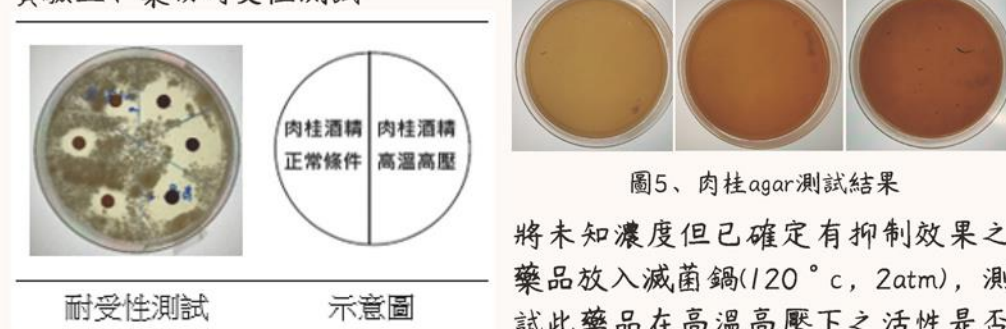 耐受性測試
肉桂酒精
正常條件
肉桂酒精
高溫高壓
耐受性測試 示意圖
圖5、肉桂agar測試結果
將未知濃度但已確定有抑制效果之
藥品放入滅菌鍋(120°c, 2atm), 測
試此藥品在高溫高壓下之活性是否